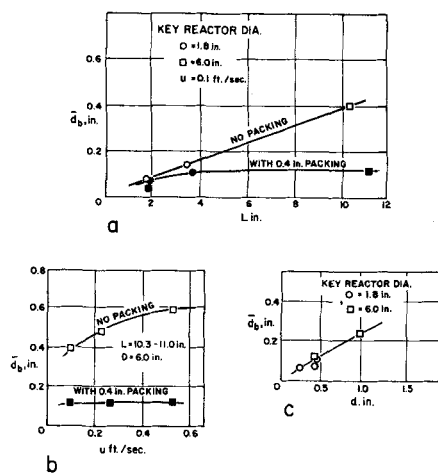 KEY REACTOR DIA.
○ = 1.8 in.
□ = 6.0 in.
u = 0.1 ft./sec.
0.6
0.4
0.2
0
d̄b, in.
NO PACKING
WITH 0.4 in. PACKING
0 2 4 6 8 10 12
L in.
a
0.8
0.6
0.4
0.2
0
d̄b, in.
NO PACKING
L = 10.3 - 11.0 in.
D = 6.0 in.
WITH 0.4 in. PACKING
0 0.2 0.4 0.6
u ft/sec.
b
KEY REACTOR DIA.
○ = 1.8 in.
□ = 6.0 in.
0.4
0.2
0
d̄b, in.
0 0.5 1.0 1.5
d, in.
c